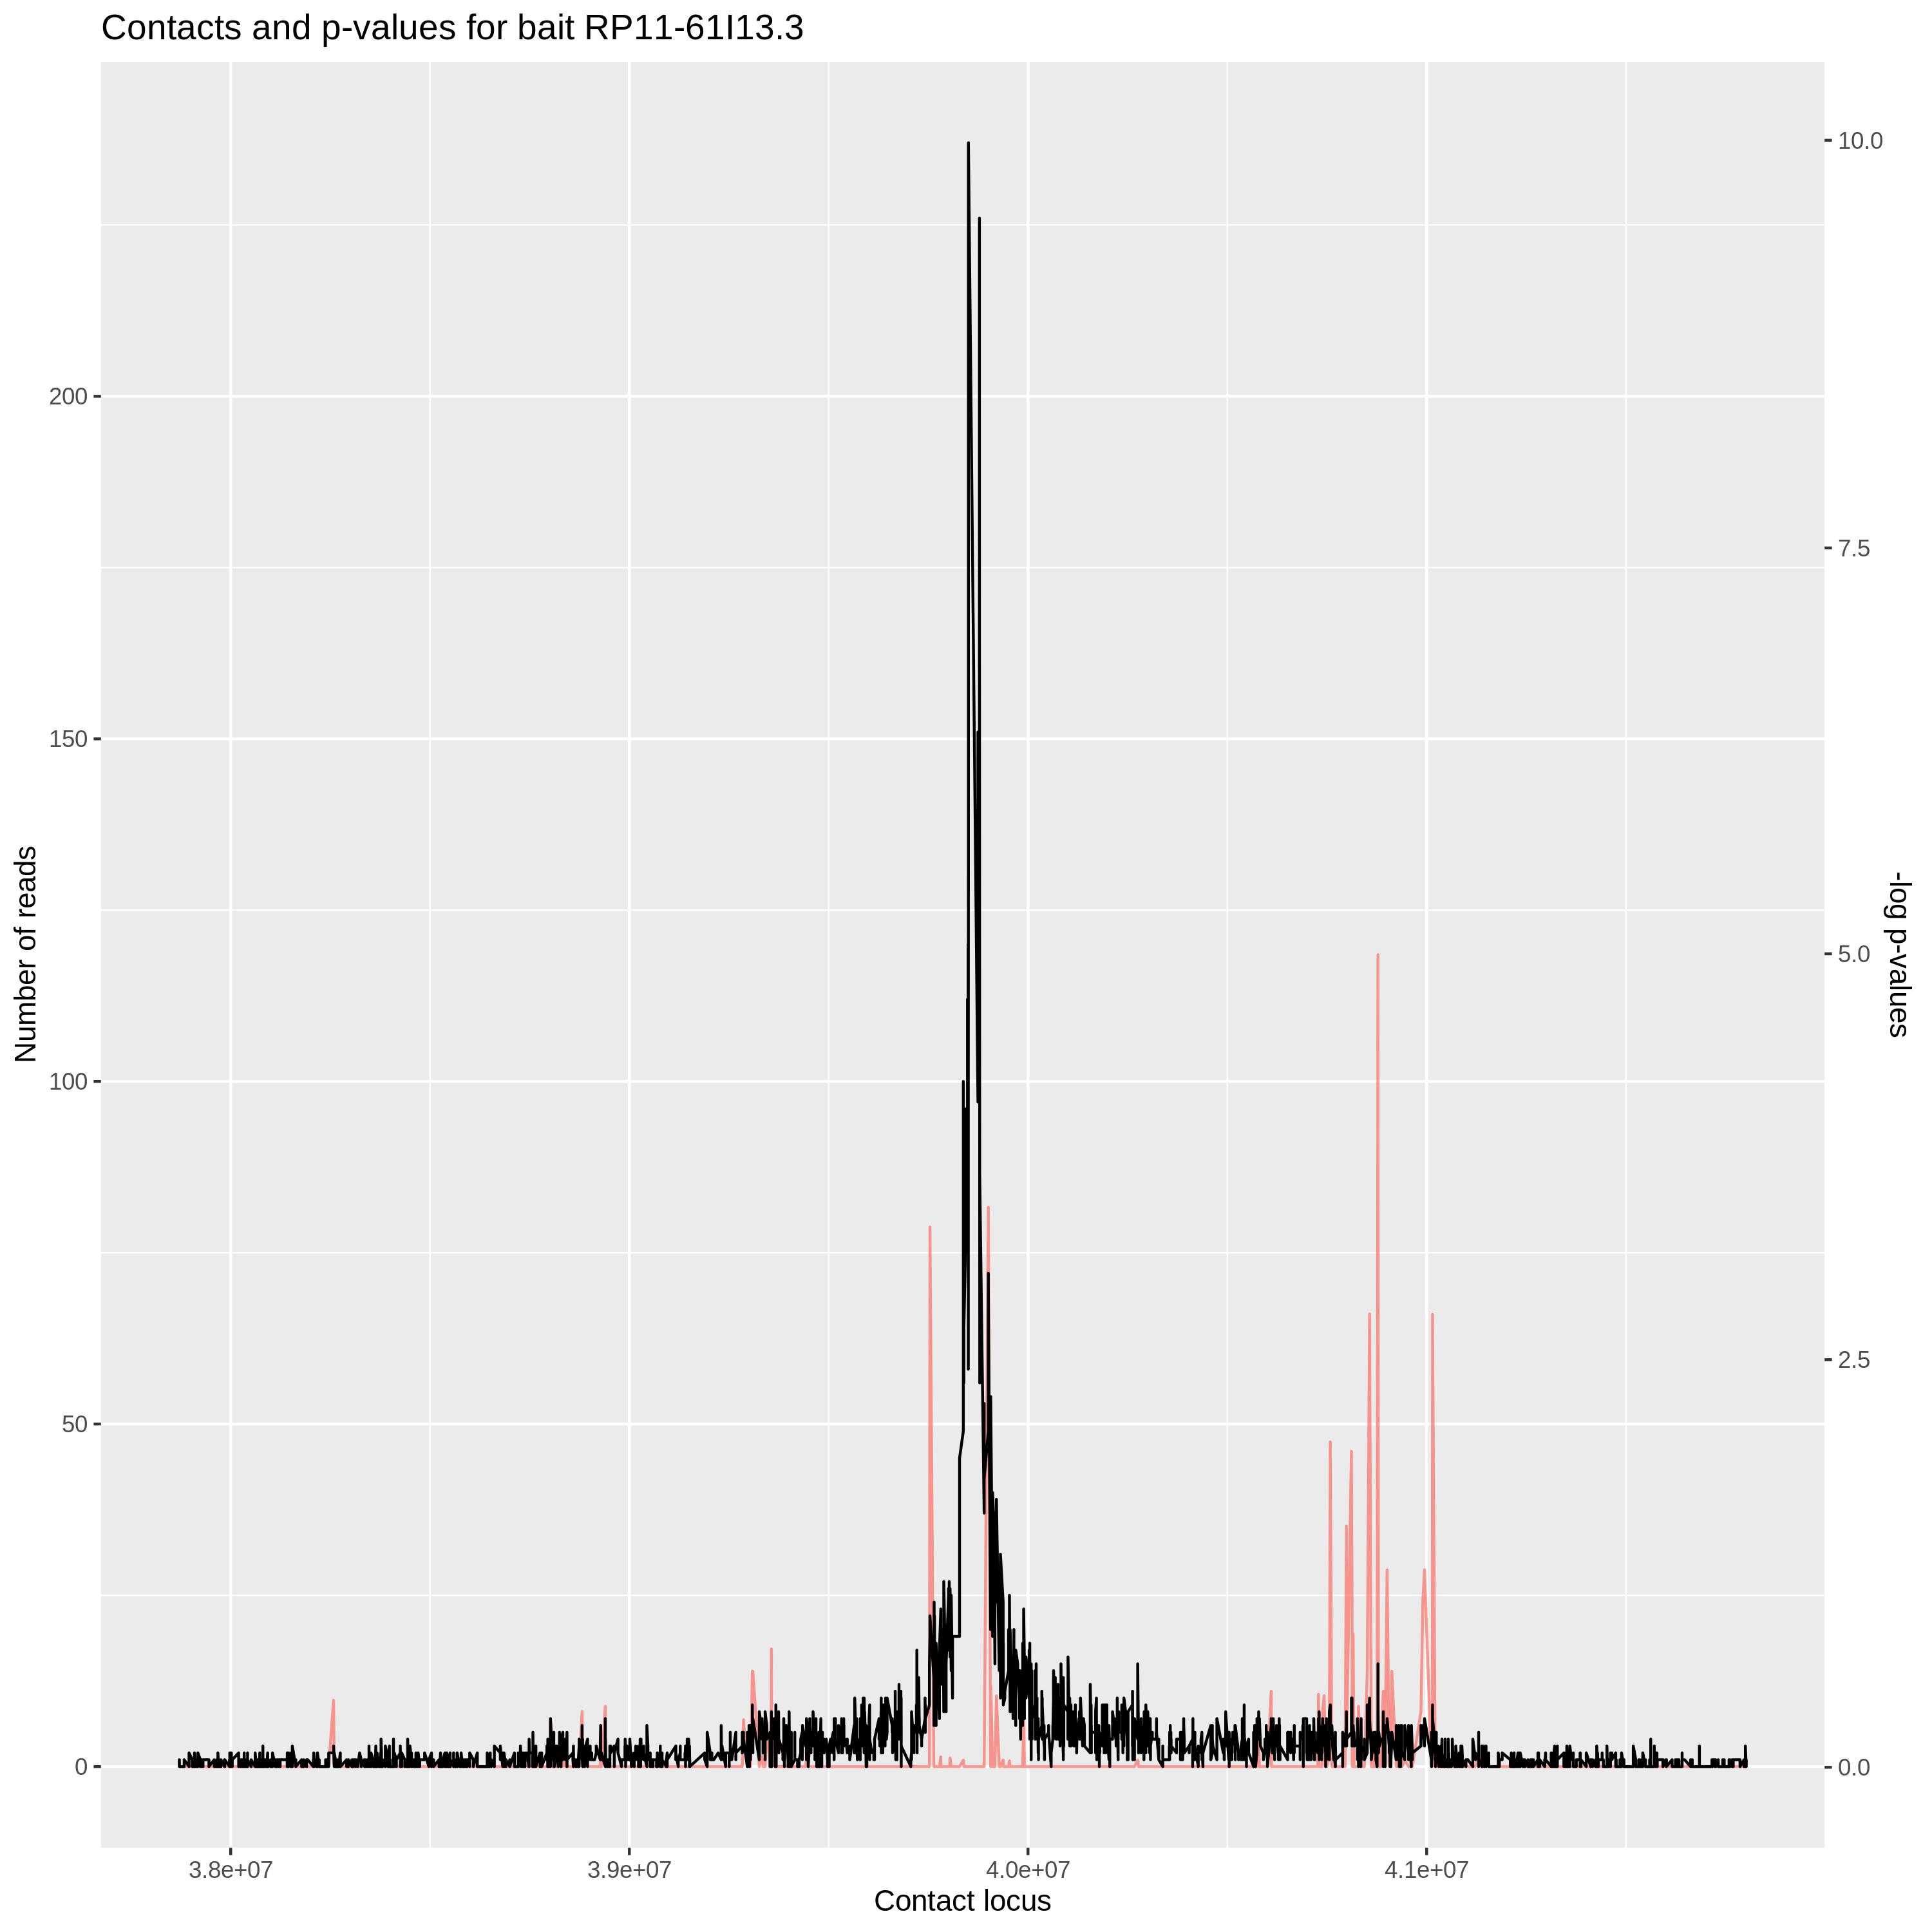 Contacts and p-values for bait RP11-61I13.3
Number of reads
200
150
100
50
0
10.0
7.5
5.0
2.5
0.0
-log p-values
3.8e+07
3.9e+07
4.0e+07
4.1e+07
Contact locus